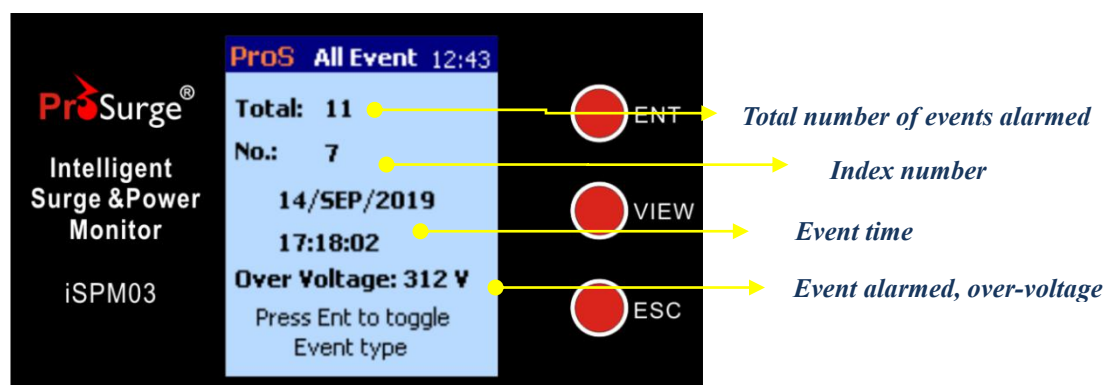 ProSurge®
Intelligent
Surge &Power
Monitor
iSPM03
ProS All Event 12:43
Total: 11
No.: 7
14/SEP/2019
17:18:02
Over Voltage: 312 V
Press Ent to toggle
Event type
ENT
VIEW
ESC
Total number of events alarmed
Index number
Event time
Event alarmed, over-voltage